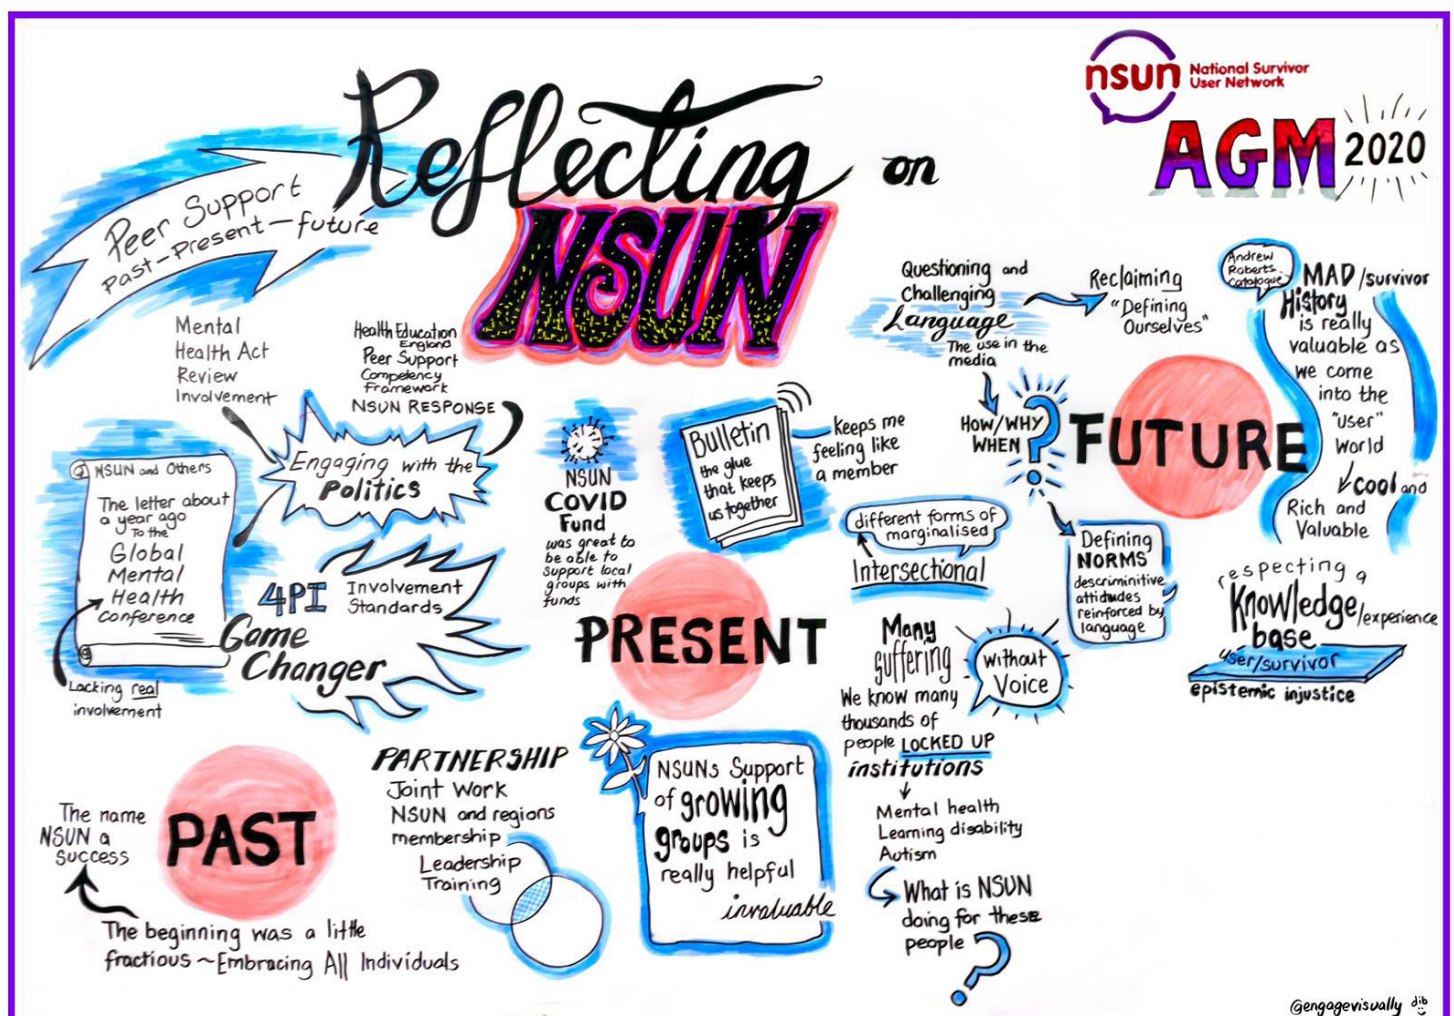 nsun National Survivor
User Network
AGM 2020
Reflecting on
NSUN
Peer Support
Past-Present-future
Mental
Health Act
Review
Involvement
Health Education
England
Peer Support
Competency
Framework
NSUN RESPONSE
Engaging with the
Politics
NSUN and Others
The letter about
a year ago
To the
Global
Mental
Health
Conference
Lacking real
involvement
4PI Involvement
Standards
Game
Changer
PAST
The name
NSUN a
Success
The beginning was a little
fractious ~ Embracing All Individuals
PARTNERSHIP
Joint Work
NSUN and regions
membership
Leadership
Training
NSUN
COVID
Fund
was great to
be able to
support local
groups with
funds
Bulletin
the glue
that keeps
us together
keeps me
feeling like
a member
PRESENT
NSUNs Support
of growing
groups is
really helpful
invaluable
different forms of
marginalised
Intersectional
Many
suffering
without
Voice
We know many
thousands of
people LOCKED UP
institutions
Mental health
Learning disability
Autism
What is NSUN
doing for these
people ?
Questioning and
Challenging
Language
The use in the
media
Reclaiming
"Defining
Ourselves"
HOW/WHY
WHEN ?
FUTURE
Defining
NORMS
descriminitive
attidudes
reinforced by
language
Andrew
Roberts
Catalogue
MAD/survivor
History
is really
valuable as
we come
into the
"User"
world
cool and
Rich and
Valuable
respecting a
Knowledge/experience
base
user/survivor
epistemic injustice
@engagevisually dib